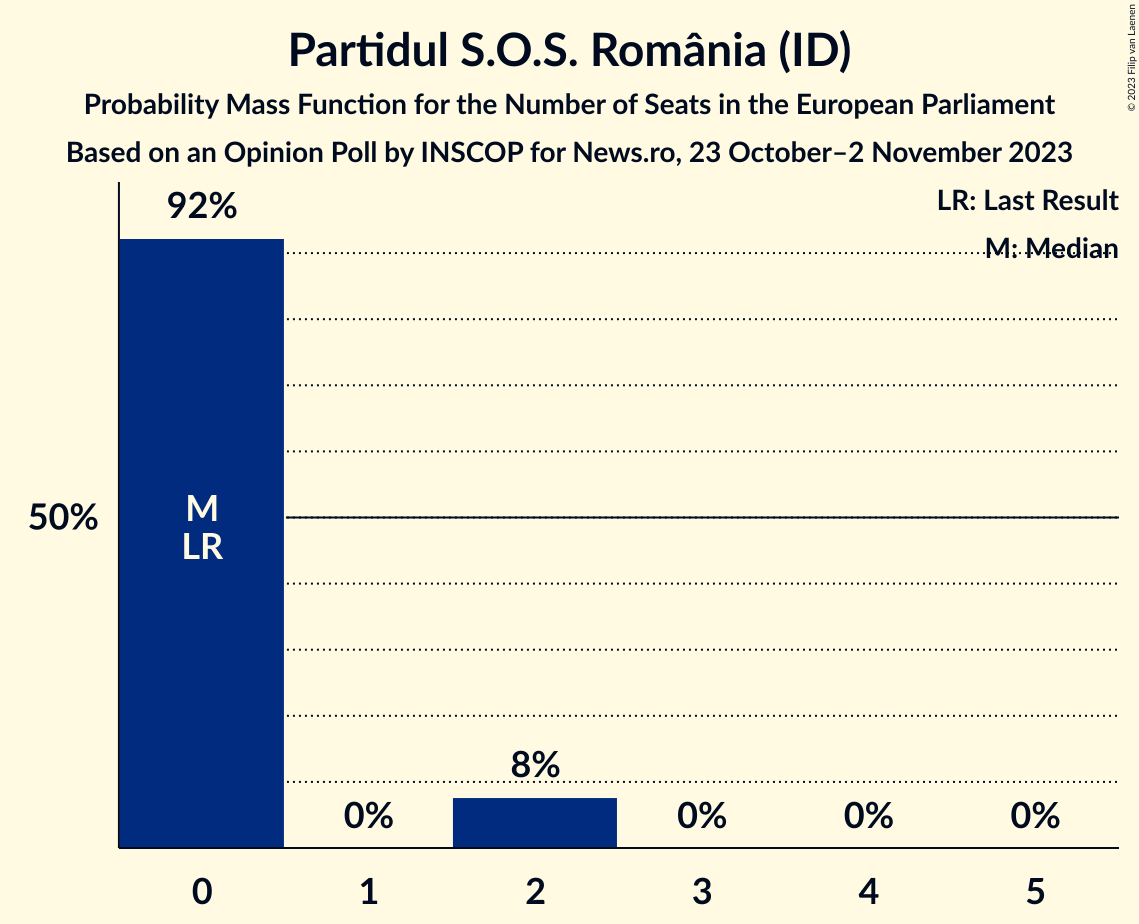 Partidul S.O.S. România (ID)
Probability Mass Function for the Number of Seats in the European Parliament
Based on an Opinion Poll by INSCOP for News.ro, 23 October–2 November 2023
© 2023 Filip van Laenen
LR: Last Result
M: Median
92%
50%
M
LR
8%
0%
0%
0%
0%
0 1 2 3 4 5